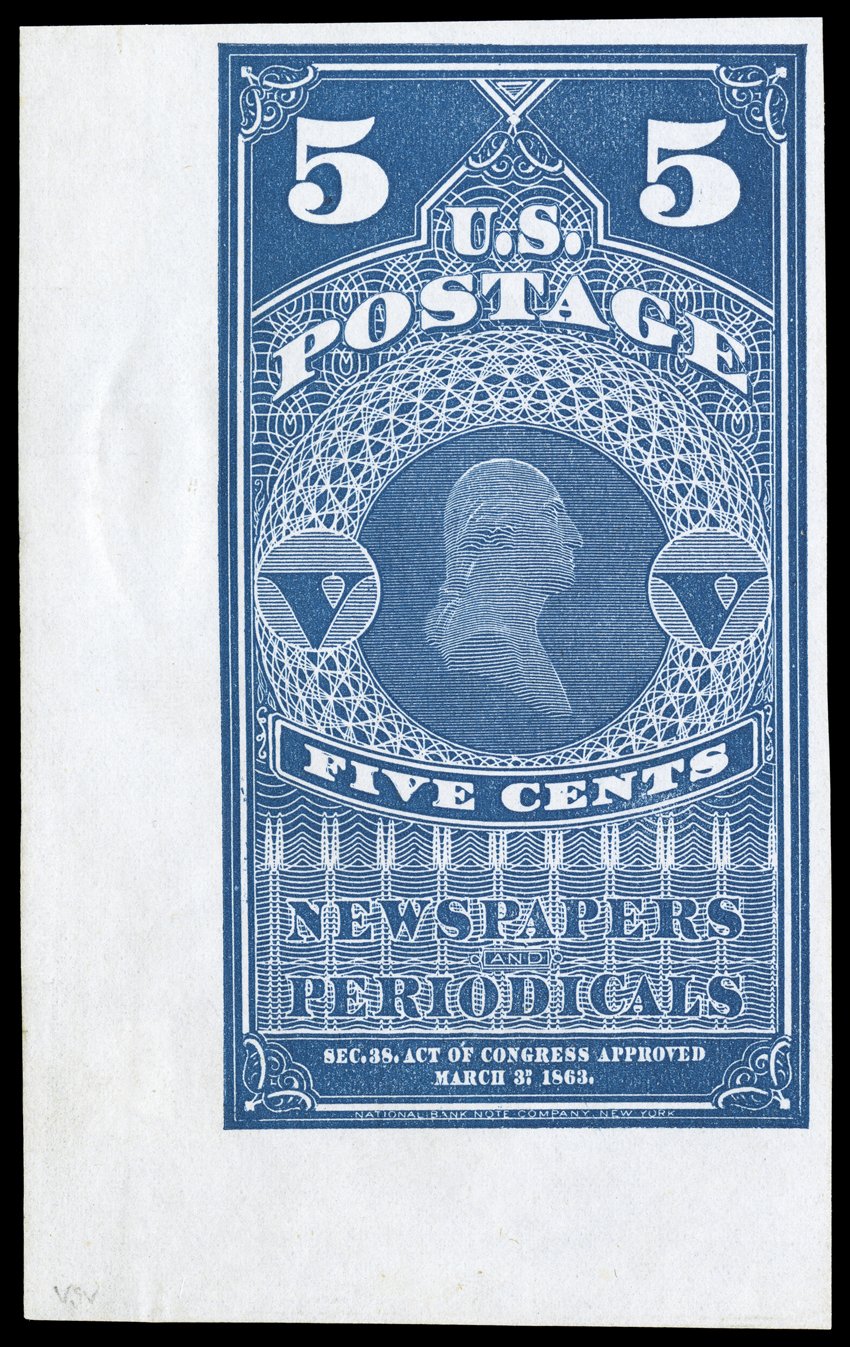 5 5
U.S.
POSTAGE
V V
FIVE CENTS
NEWSPAPERS
AND
PERIODICALS
SEC. 38. ACT OF CONGRESS APPROVED
MARCH 3D 1863.
NATIONAL BANK NOTE COMPANY. NEW YORK